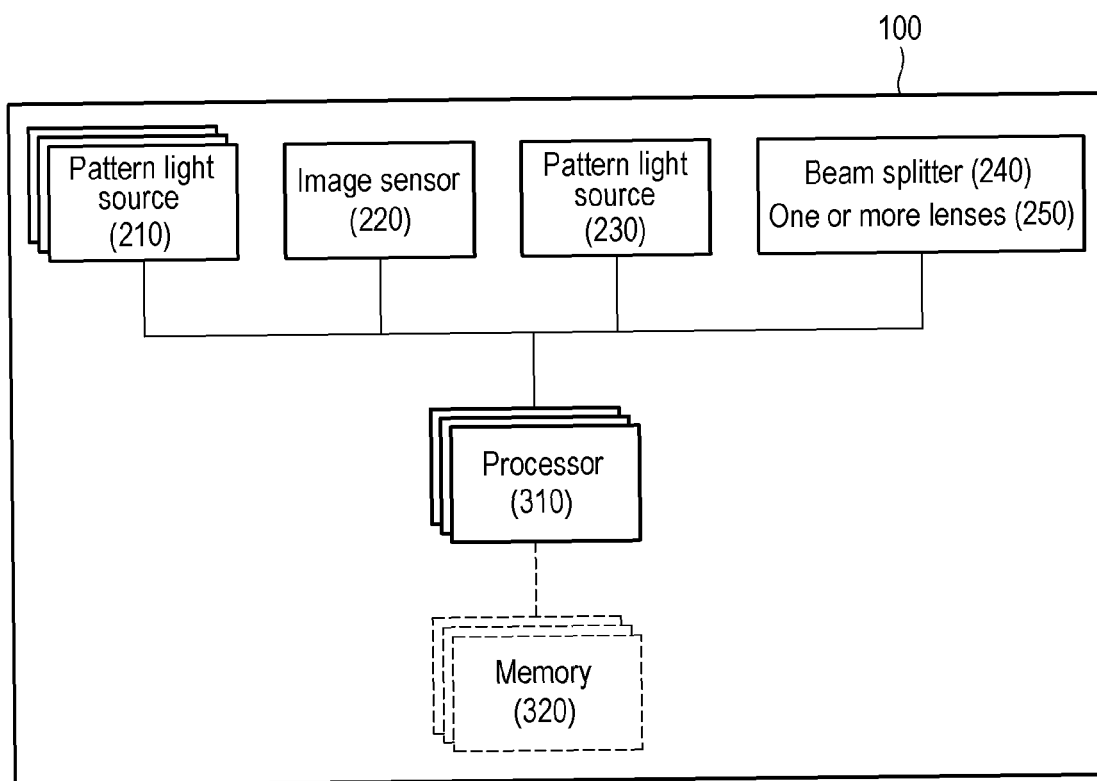 100
Pattern light
source
(210)
Image sensor
(220)
Pattern light
source
(230)
Beam splitter (240)
One or more lenses (250)
Processor
(310)
Memory
(320)